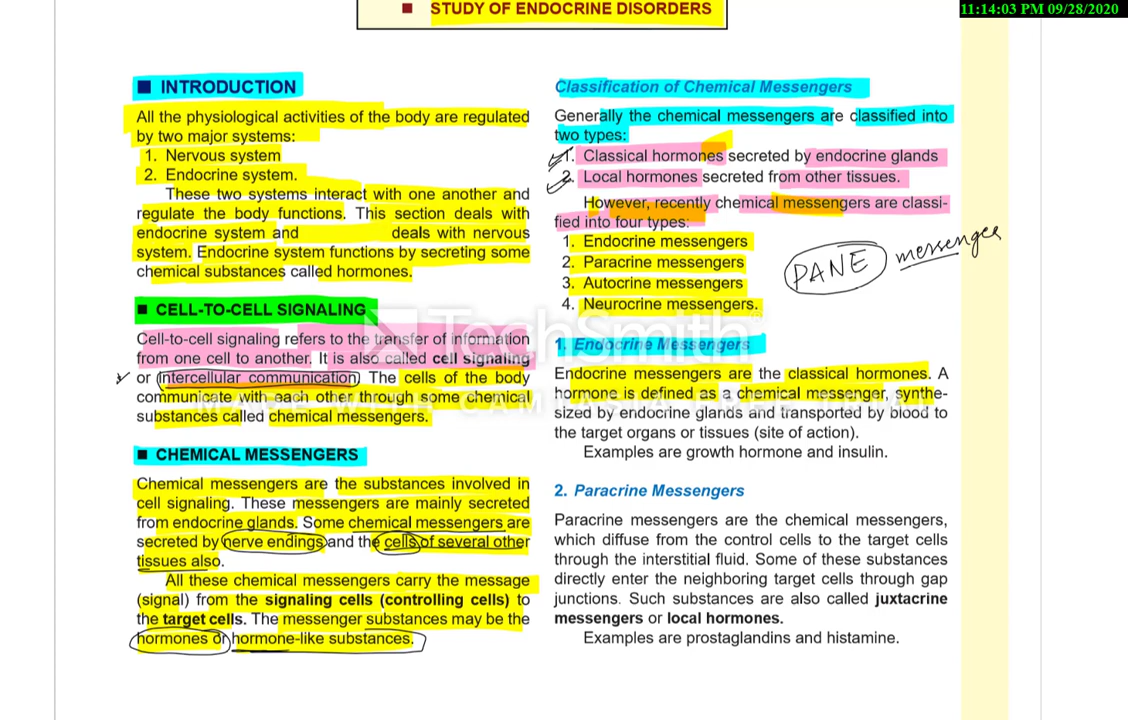 ■ STUDY OF ENDOCRINE DISORDERS
11:14:03 PM 09/28/2020
■ INTRODUCTION
All the physiological activities of the body are regulated
by two major systems:
1. Nervous system
2. Endocrine system.
These two systems interact with one another and
regulate the body functions. This section deals with
endocrine system and deals with nervous
system. Endocrine system functions by secreting some
chemical substances called hormones.
■ CELL-TO-CELL SIGNALING
Cell-to-cell signaling refers to the transfer of information
from one cell to another. It is also called cell signaling
or intercellular communication. The cells of the body
communicate with each other through some chemical
substances called chemical messengers.
■ CHEMICAL MESSENGERS
Chemical messengers are the substances involved in
cell signaling. These messengers are mainly secreted
from endocrine glands. Some chemical messengers are
secreted by nerve endings and the cells of several other
tissues also.
All these chemical messengers carry the message
(signal) from the signaling cells (controlling cells) to
the target cells. The messenger substances may be the
hormones or hormone-like substances.
Classification of Chemical Messengers
Generally the chemical messengers are classified into
two types:
1. Classical hormones secreted by endocrine glands
2. Local hormones secreted from other tissues.
However, recently chemical messengers are classi-
fied into four types:
1. Endocrine messengers
2. Paracrine messengers
3. Autocrine messengers
4. Neurocrine messengers.
PANE messenger
1. Endocrine Messengers
Endocrine messengers are the classical hormones. A
hormone is defined as a chemical messenger, synthe-
sized by endocrine glands and transported by blood to
the target organs or tissues (site of action).
Examples are growth hormone and insulin.
2. Paracrine Messengers
Paracrine messengers are the chemical messengers,
which diffuse from the control cells to the target cells
through the interstitial fluid. Some of these substances
directly enter the neighboring target cells through gap
junctions. Such substances are also called juxtacrine
messengers or local hormones.
Examples are prostaglandins and histamine.
TechSmith
MADE WITH CAMTASIA FREE TRIAL